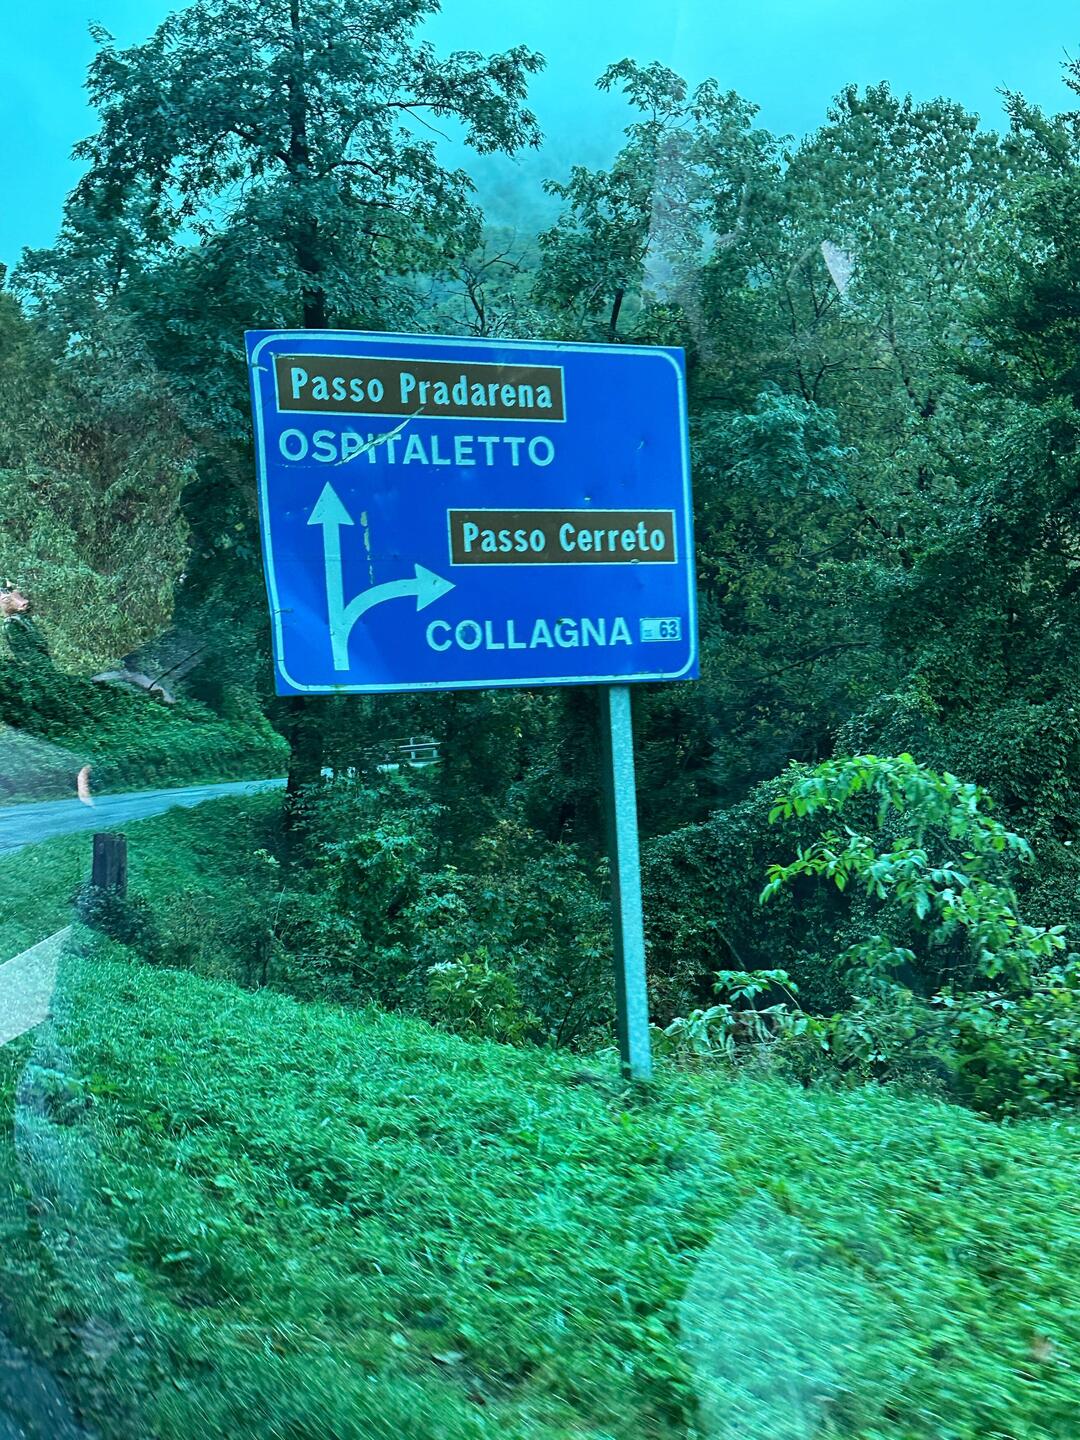 Passo Pradarena
OSPITALETTO
Passo Cerreto
COLLAGNA 63